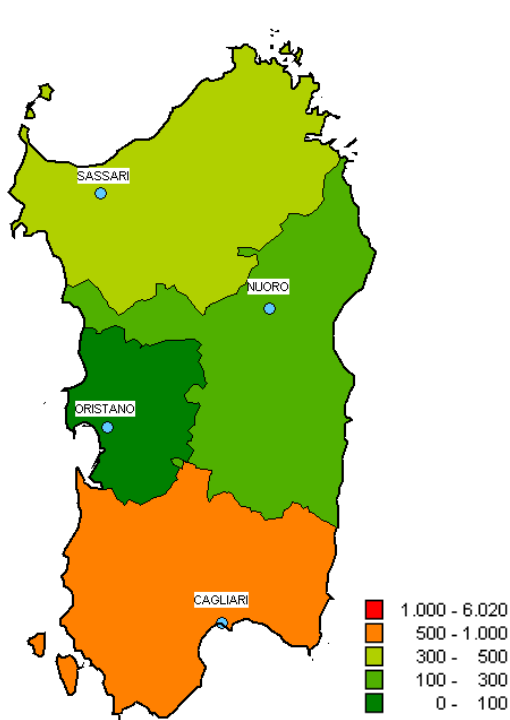 SASSARI
NUORO
ORISTANO
CAGLIARI
1.000 - 6.020
500 - 1.000
300 - 500
100 - 300
0 - 100